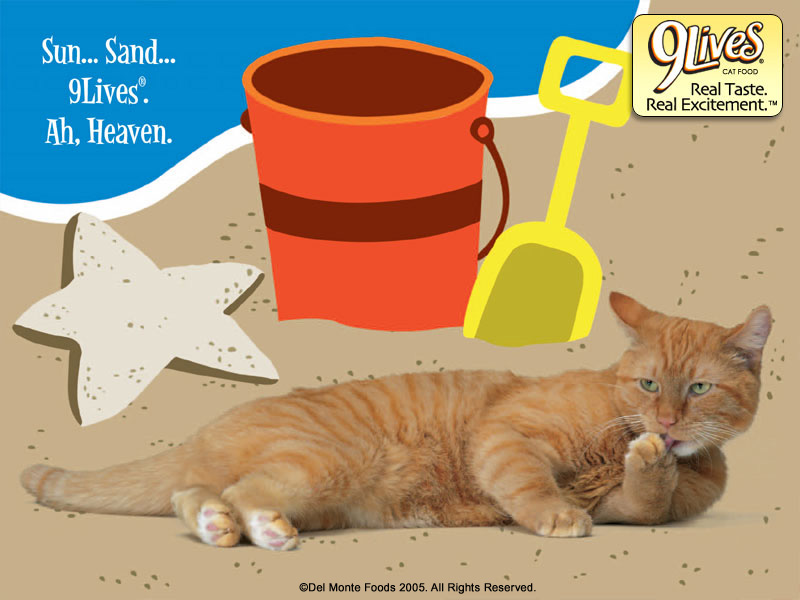 Sun... Sand...
9Lives®.
Ah, Heaven.
9Lives®
CAT FOOD
Real Taste.
Real Excitement.™
©Del Monte Foods 2005. All Rights Reserved.